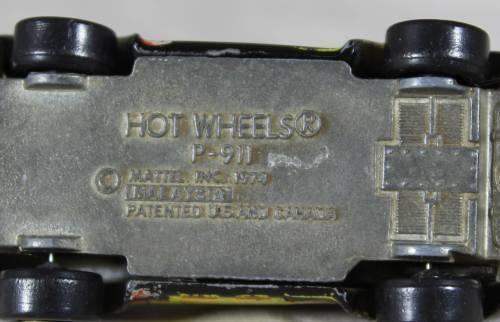 HOT WHEELS®
P-911
© MATTEL, INC. 1974
MALAYSIA
PATENTED U.S. AND CANADA